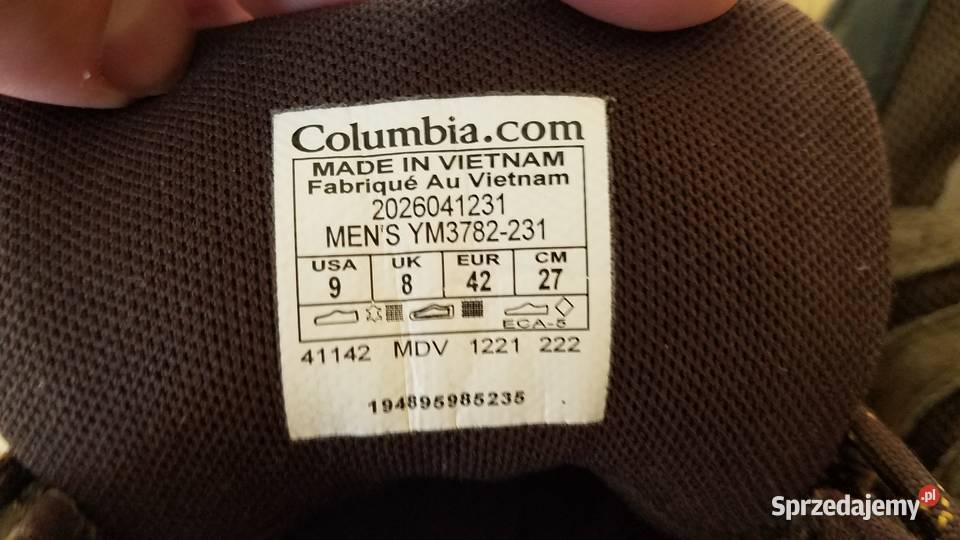 Columbia.com
MADE IN VIETNAM
Fabriqué Au Vietnam
2026041231
MEN'S YM3782-231
USA UK EUR CM
9 8 42 27
ECA-5
41142 MDV 1221 222
194895985235
Sprzedajemy.pl